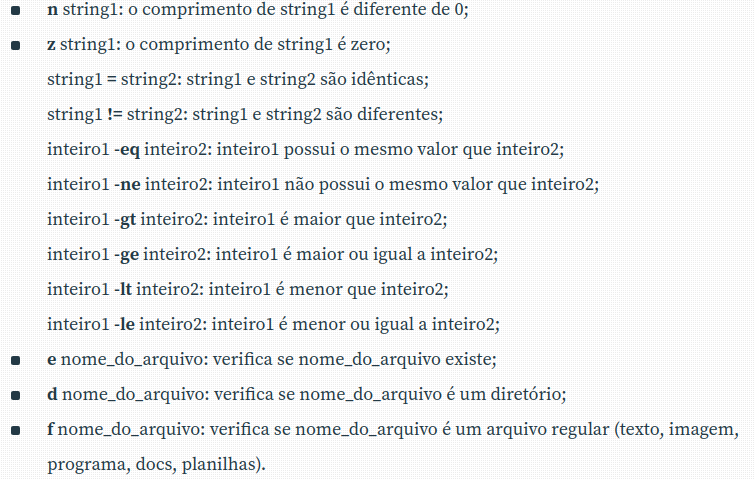 n string1: o comprimento de string1 é diferente de 0;
z string1: o comprimento de string1 é zero;
string1 = string2: string1 e string2 são idênticas;
string1 != string2: string1 e string2 são diferentes;
inteiro1 -eq inteiro2: inteiro1 possui o mesmo valor que inteiro2;
inteiro1 -ne inteiro2: inteiro1 não possui o mesmo valor que inteiro2;
inteiro1 -gt inteiro2: inteiro1 é maior que inteiro2;
inteiro1 -ge inteiro2: inteiro1 é maior ou igual a inteiro2;
inteiro1 -lt inteiro2: inteiro1 é menor que inteiro2;
inteiro1 -le inteiro2: inteiro1 é menor ou igual a inteiro2;
e nome_do_arquivo: verifica se nome_do_arquivo existe;
d nome_do_arquivo: verifica se nome_do_arquivo é um diretório;
f nome_do_arquivo: verifica se nome_do_arquivo é um arquivo regular (texto, imagem,
programa, docs, planilhas).